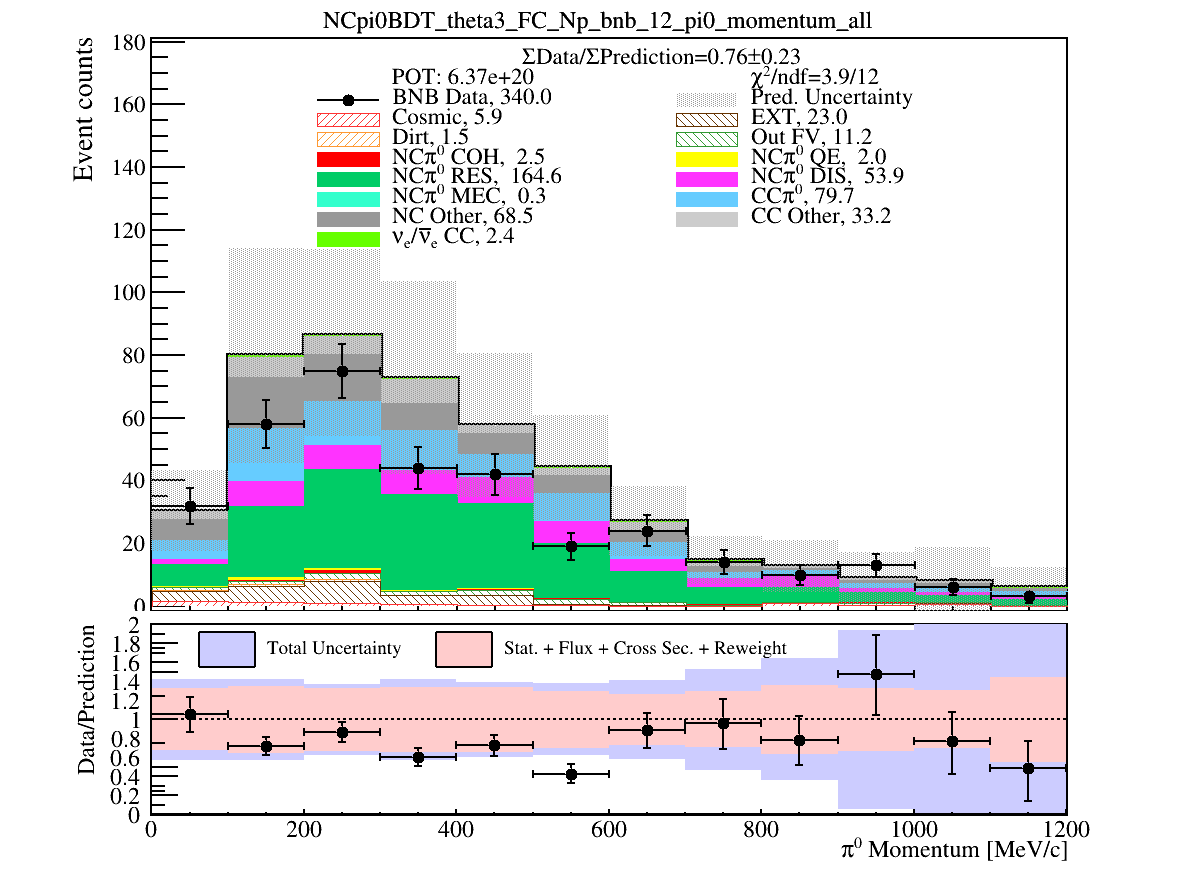 NCpi0BDT_theta3_FC_Np_bnb_12_pi0_momentum_all
ΣData/ΣPrediction=0.76±0.23
POT: 6.37e+20
χ²/ndf=3.9/12
BNB Data, 340.0
Pred. Uncertainty
Cosmic, 5.9
EXT, 23.0
Dirt, 1.5
Out FV, 11.2
NCπ⁰ COH, 2.5
NCπ⁰ QE, 2.0
NCπ⁰ RES, 164.6
NCπ⁰ DIS, 53.9
NCπ⁰ MEC, 0.3
CCπ⁰, 79.7
NC Other, 68.5
CC Other, 33.2
νₑ/ν̅ₑ CC, 2.4
Event counts
180
160
140
120
100
80
60
40
20
0
Total Uncertainty
Stat. + Flux + Cross Sec. + Reweight
Data/Prediction
2
1.8
1.6
1.4
1.2
1
0.8
0.6
0.4
0.2
0
0 200 400 600 800 1000 1200
π⁰ Momentum [MeV/c]